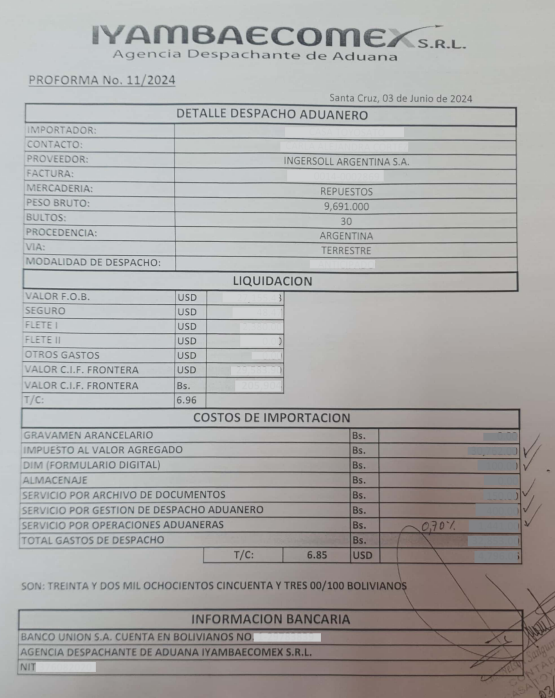 IYAMBAECOMEX S.R.L.
Agencia Despachante de Aduana
PROFORMA No. 11/2024
Santa Cruz, 03 de Junio de 2024
DETALLE DESPACHO ADUANERO
IMPORTADOR:
CONTACTO:
PROVEEDOR: INGERSOLL ARGENTINA S.A.
FACTURA:
MERCADERIA: REPUESTOS
PESO BRUTO: 9,691.000
BULTOS: 30
PROCEDENCIA: ARGENTINA
VIA: TERRESTRE
MODALIDAD DE DESPACHO:
LIQUIDACION
VALOR F.O.B. USD
SEGURO USD
FLETE I USD
FLETE II USD
OTROS GASTOS USD
VALOR C.I.F. FRONTERA USD
VALOR C.I.F. FRONTERA Bs.
T/C: 6.96
COSTOS DE IMPORTACION
GRAVAMEN ARANCELARIO Bs.
IMPUESTO AL VALOR AGREGADO Bs.
DIM (FORMULARIO DIGITAL) Bs.
ALMACENAJE Bs.
SERVICIO POR ARCHIVO DE DOCUMENTOS Bs.
SERVICIO POR GESTION DE DESPACHO ADUANERO Bs.
SERVICIO POR OPERACIONES ADUANERAS Bs. 0,70%
TOTAL GASTOS DE DESPACHO Bs.
T/C: 6.85 USD
SON: TREINTA Y DOS MIL OCHOCIENTOS CINCUENTA Y TRES 00/100 BOLIVIANOS
INFORMACION BANCARIA
BANCO UNION S.A. CUENTA EN BOLIVIANOS NO.
AGENCIA DESPACHANTE DE ADUANA IYAMBAECOMEX S.R.L.
NIT